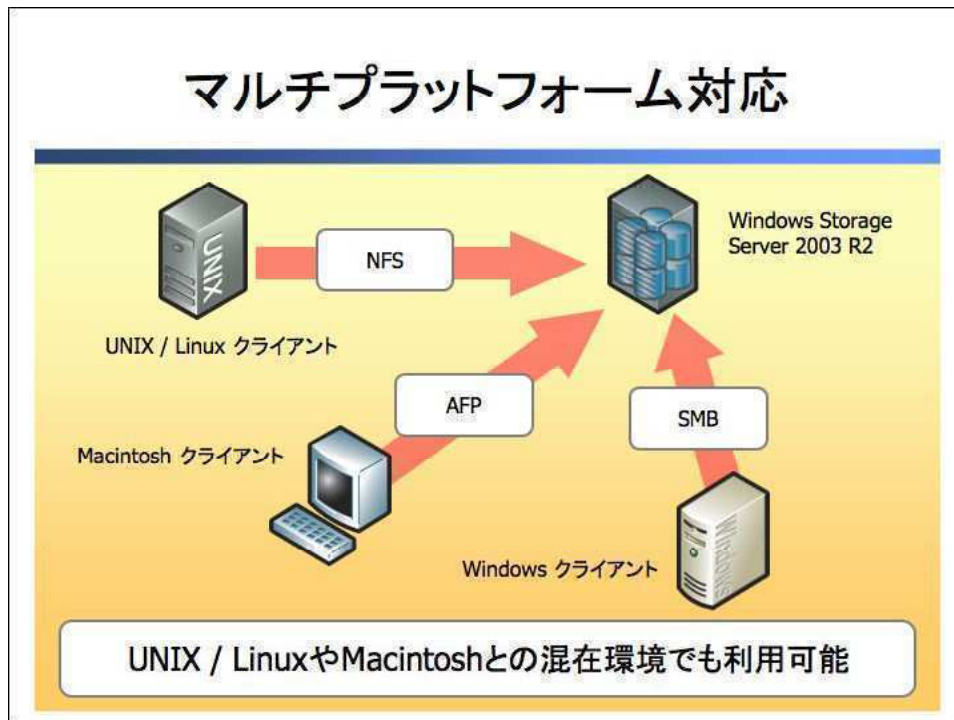 マルチプラットフォーム対応
Windows Storage
Server 2003 R2
UNIX
NFS
UNIX / Linux クライアント
AFP
SMB
Macintosh クライアント
WINDOWS
Windows クライアント
UNIX / LinuxやMacintoshとの混在環境でも利用可能